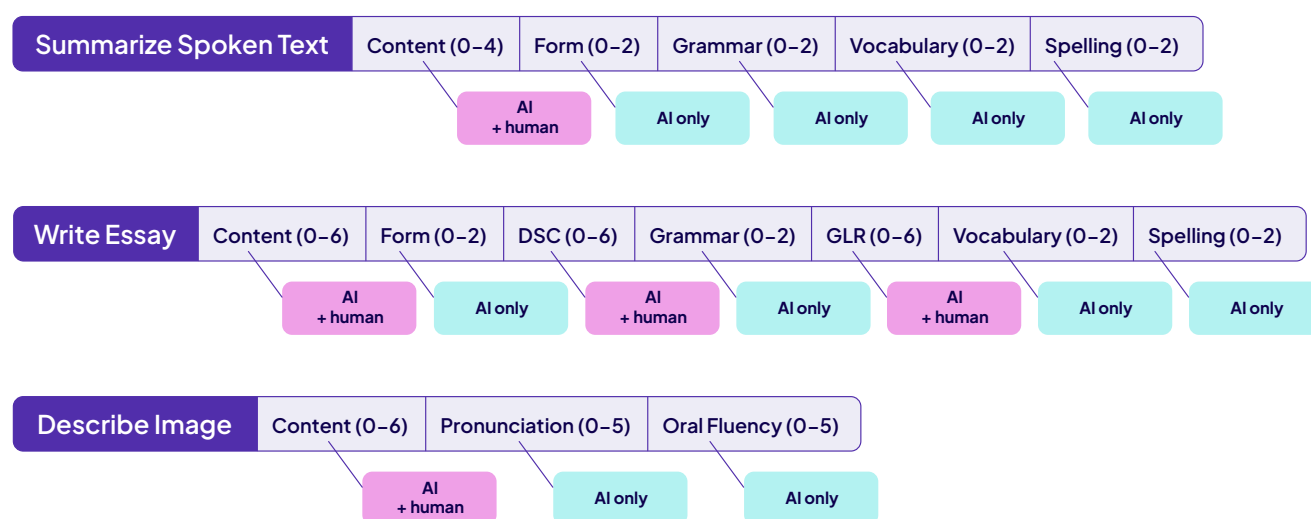 Summarize Spoken Text Content (0–4) Form (0–2) Grammar (0–2) Vocabulary (0–2) Spelling (0–2)
AI
+ human
AI only
AI only
AI only
AI only
Write Essay Content (0–6) Form (0–2) DSC (0–6) Grammar (0–2) GLR (0–6) Vocabulary (0–2) Spelling (0–2)
AI
+ human
AI only
AI
+ human
AI only
AI
+ human
AI only
AI only
Describe Image Content (0–6) Pronunciation (0–5) Oral Fluency (0–5)
AI
+ human
AI only
AI only